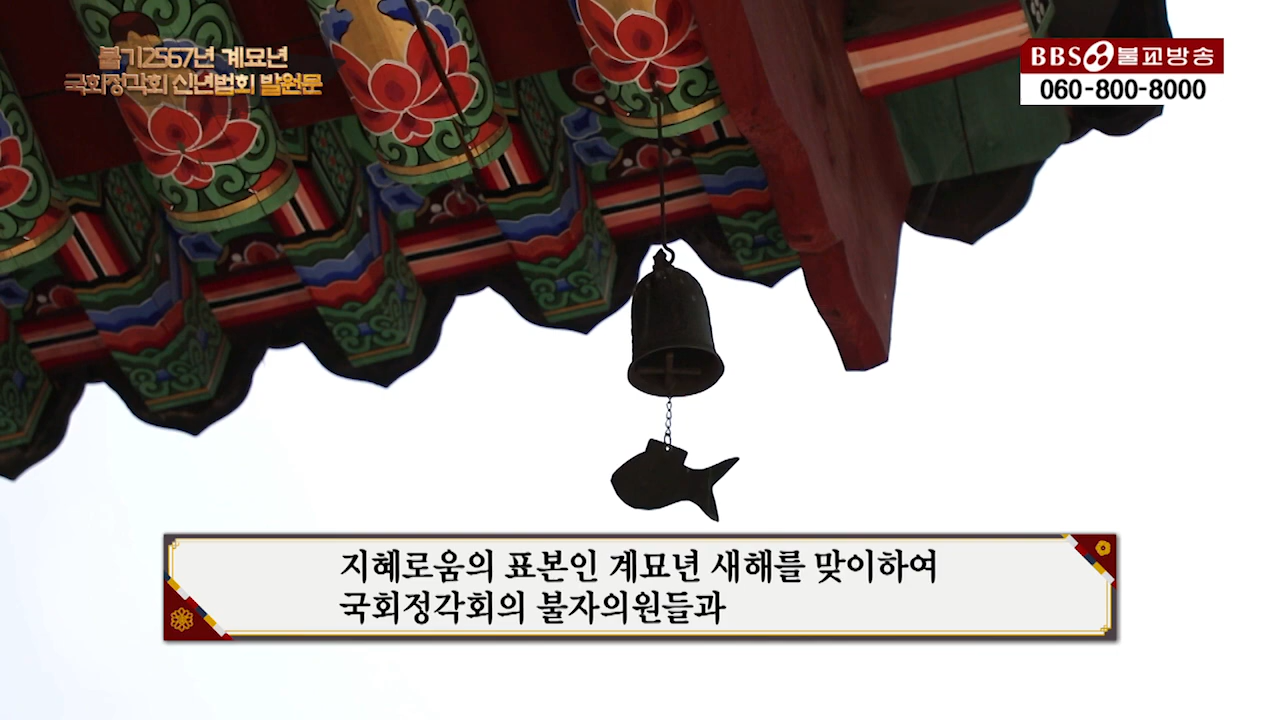 불기2567년 계묘년
국회정각회 신년법회 발원문
BBS 불교방송
060-800-8000
지혜로움의 표본인 계묘년 새해를 맞이하여
국회정각회의 불자의원들과